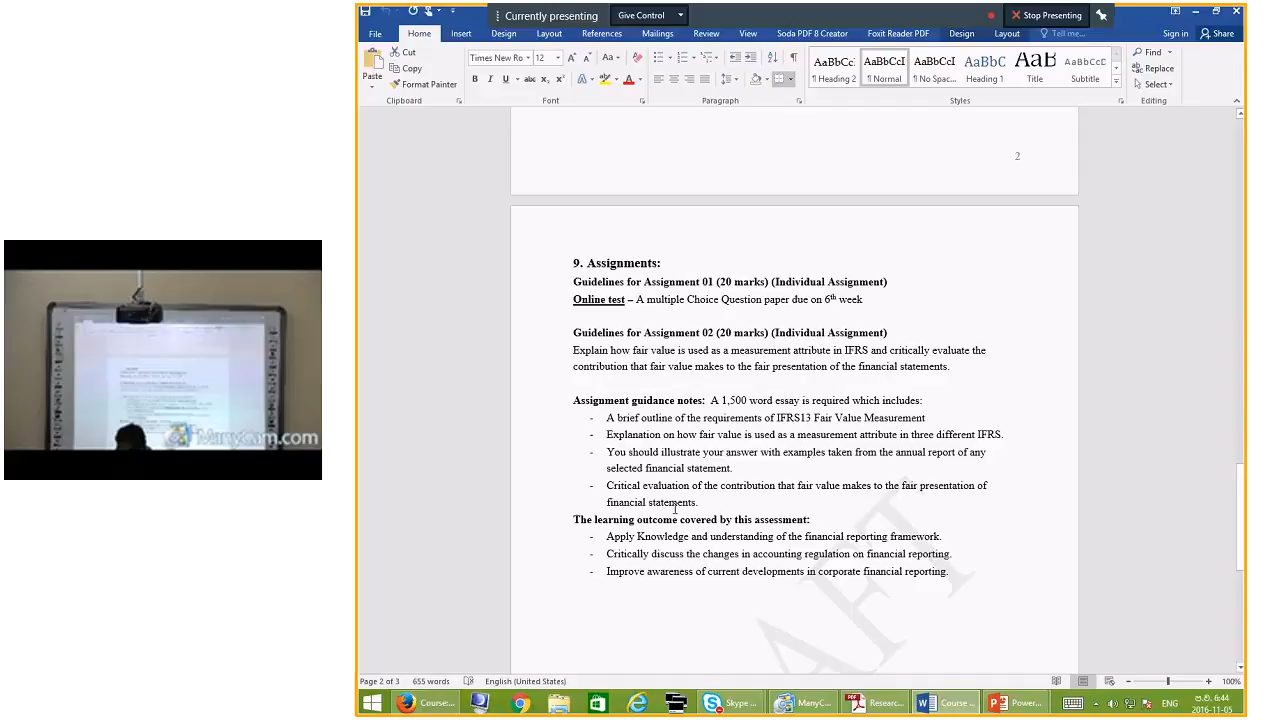 Currently presenting
Give Control
Stop Presenting
File
Home
Insert
Design
Layout
References
Mailings
Review
View
Soda PDF 8 Creator
Foxit Reader PDF
Design
Layout
Tell me...
Sign in
Share
Paste
Cut
Copy
Format Painter
Clipboard
Times New Ro
12
Font
Paragraph
AaBbCc
AaBbCcI
AaBbCcI
AaBbC
AaB
AaBbCcC
Heading 2
¶ Normal
¶ No Spac...
Heading 1
Title
Subtitle
Styles
Find
Replace
Select
Editing
2
9. Assignments:
Guidelines for Assignment 01 (20 marks) (Individual Assignment)
Online test – A multiple Choice Question paper due on 6th week
Guidelines for Assignment 02 (20 marks) (Individual Assignment)
Explain how fair value is used as a measurement attribute in IFRS and critically evaluate the
contribution that fair value makes to the fair presentation of the financial statements.
Assignment guidance notes: A 1,500 word essay is required which includes:
- A brief outline of the requirements of IFRS13 Fair Value Measurement
- Explanation on how fair value is used as a measurement attribute in three different IFRS.
- You should illustrate your answer with examples taken from the annual report of any
selected financial statement.
- Critical evaluation of the contribution that fair value makes to the fair presentation of
financial statements.
The learning outcome covered by this assessment:
- Apply Knowledge and understanding of the financial reporting framework.
- Critically discuss the changes in accounting regulation on financial reporting.
- Improve awareness of current developments in corporate financial reporting.
AFT
Manycam.com
Page 2 of 3
655 words
English (United States)
100%
Course:
Skype ...
ManyC...
Researc...
Course ...
Power...
ENG
ප.ව. 6:44
2016-11-05